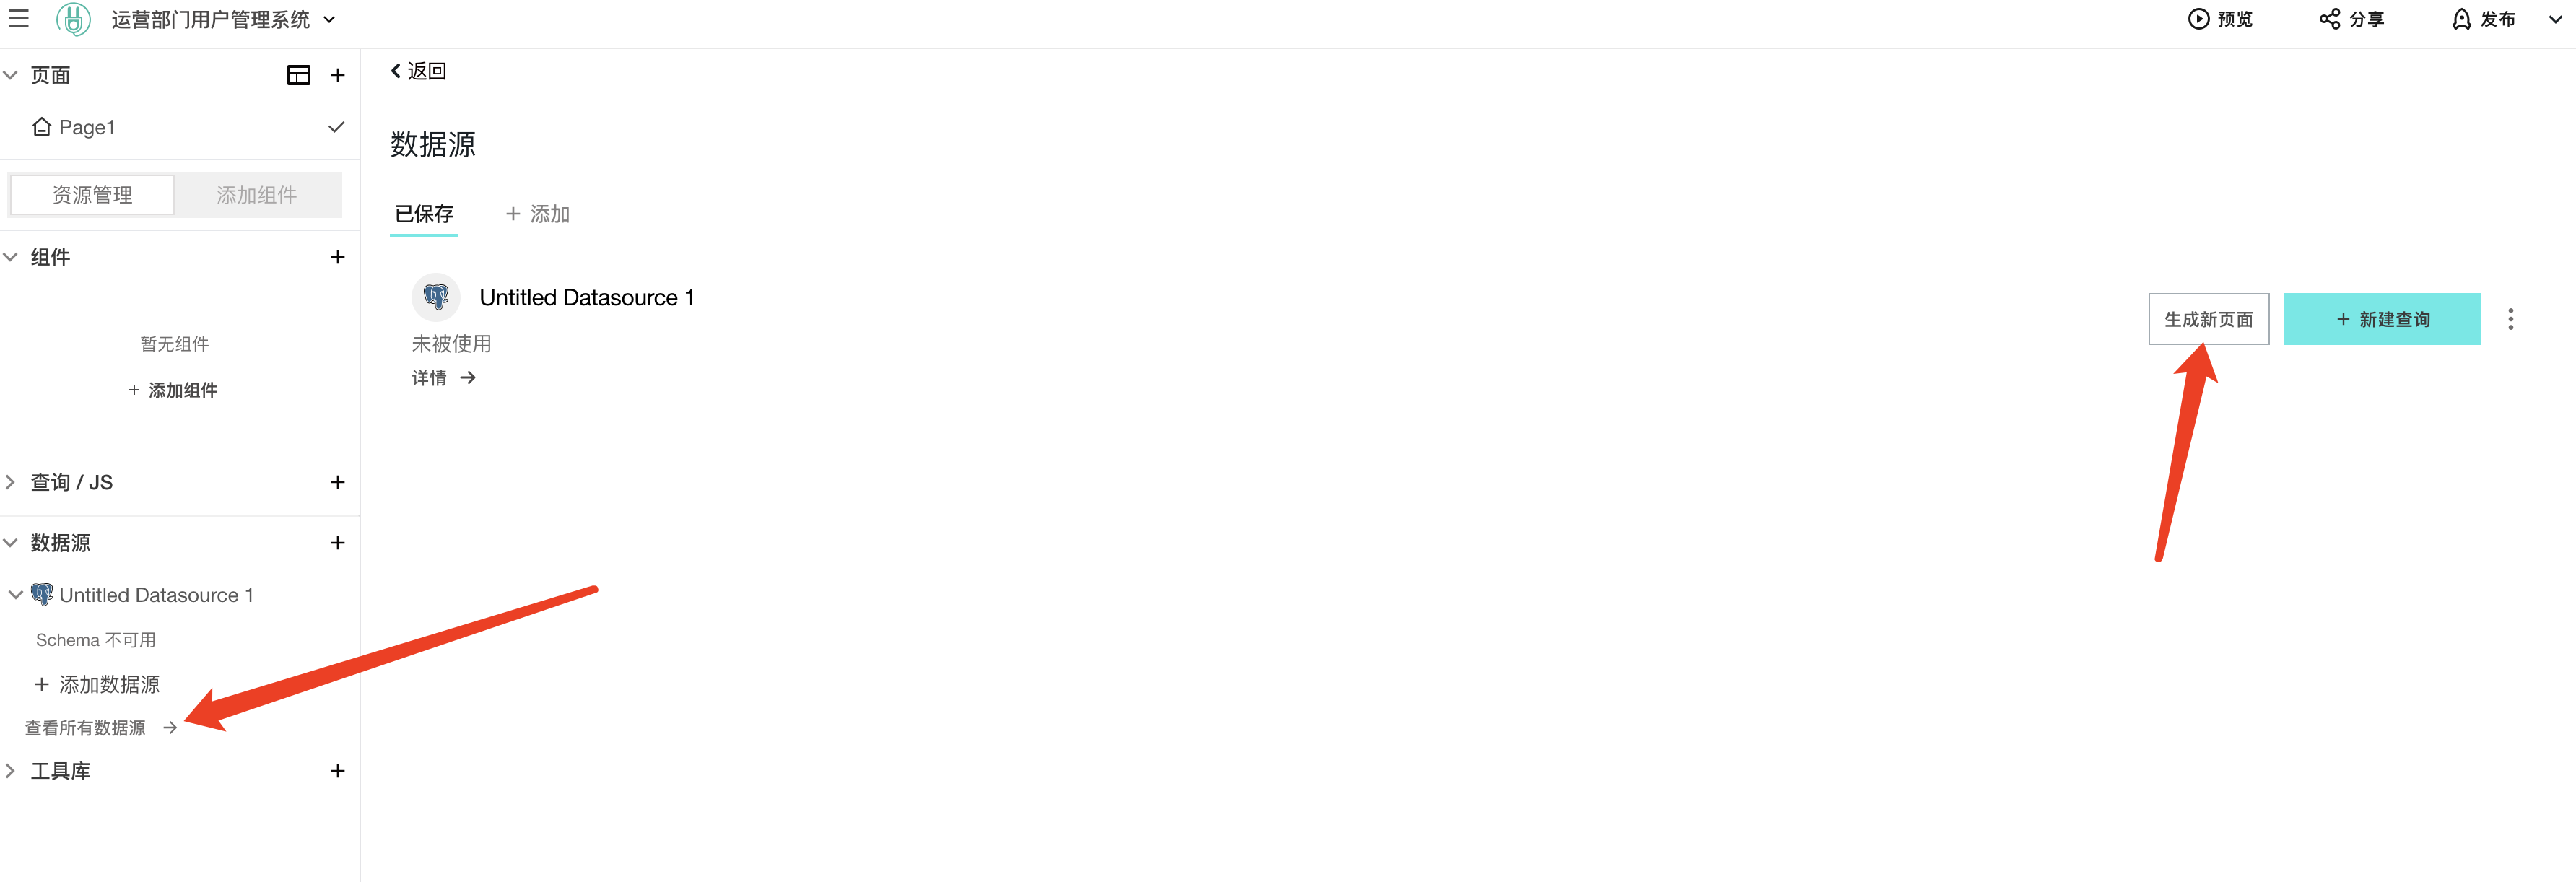 运营部门用户管理系统
预览
分享
发布
页面
Page1
资源管理
添加组件
组件
暂无组件
+ 添加组件
查询 / JS
数据源
Untitled Datasource 1
Schema 不可用
+ 添加数据源
查看所有数据源
工具库
返回
数据源
已保存
+ 添加
Untitled Datasource 1
未被使用
详情
生成新页面
+ 新建查询